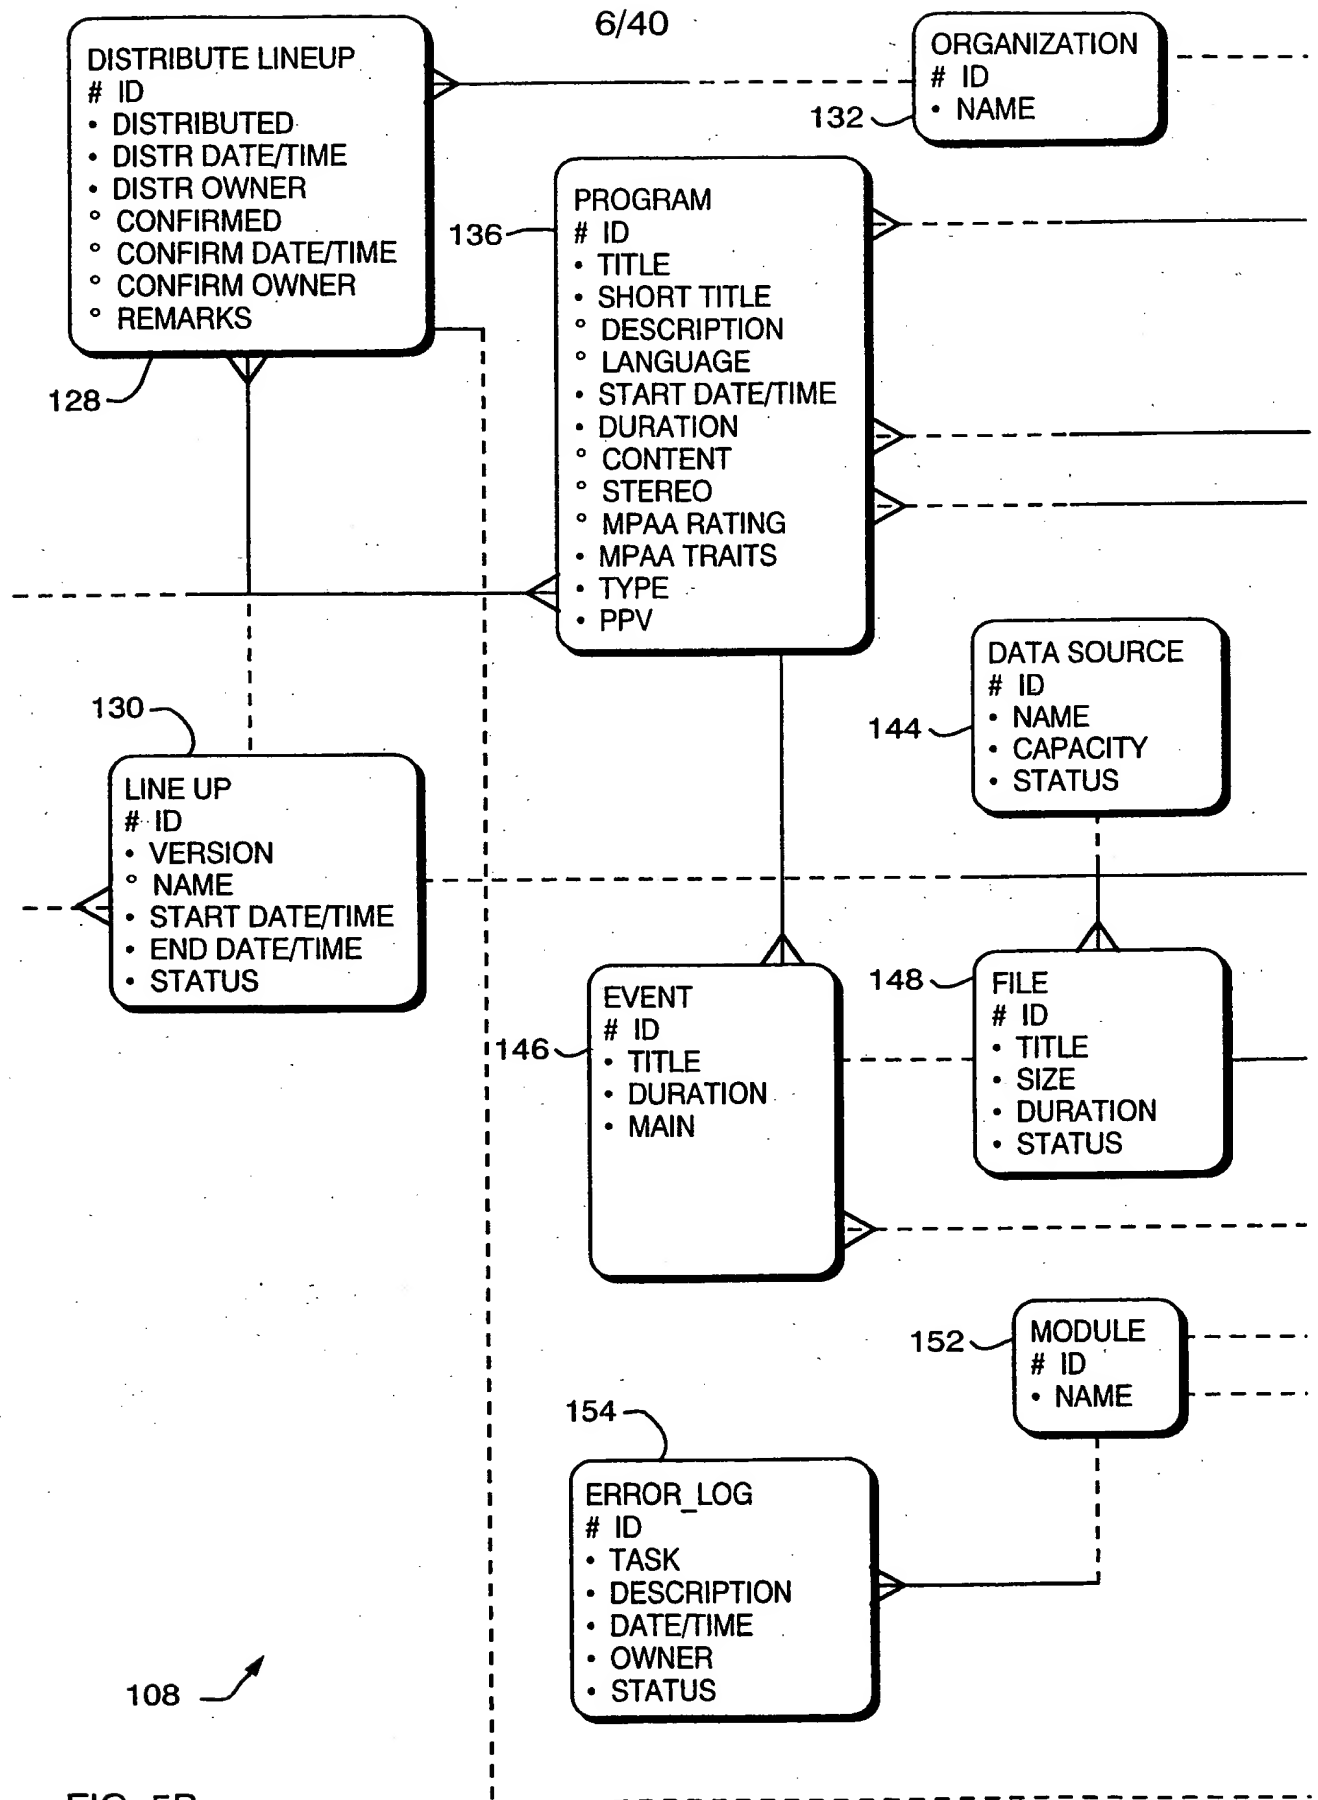 6/40
DISTRIBUTE LINEUP
# ID
• DISTRIBUTED
• DISTR DATE/TIME
• DISTR OWNER
° CONFIRMED
° CONFIRM DATE/TIME
° CONFIRM OWNER
° REMARKS
128
ORGANIZATION
# ID
• NAME
132
PROGRAM
# ID
• TITLE
• SHORT TITLE
° DESCRIPTION
° LANGUAGE
• START DATE/TIME
• DURATION
° CONTENT
° STEREO
° MPAA RATING
• MPAA TRAITS
• TYPE
• PPV
136
130
LINE UP
# ID
• VERSION
° NAME
• START DATE/TIME
• END DATE/TIME
• STATUS
DATA SOURCE
# ID
• NAME
• CAPACITY
• STATUS
144
EVENT
# ID
• TITLE
• DURATION
• MAIN
146
148
FILE
# ID
• TITLE
• SIZE
• DURATION
• STATUS
152
MODULE
# ID
• NAME
154
ERROR_LOG
# ID
• TASK
• DESCRIPTION
• DATE/TIME
• OWNER
• STATUS
108
FIG. 5B